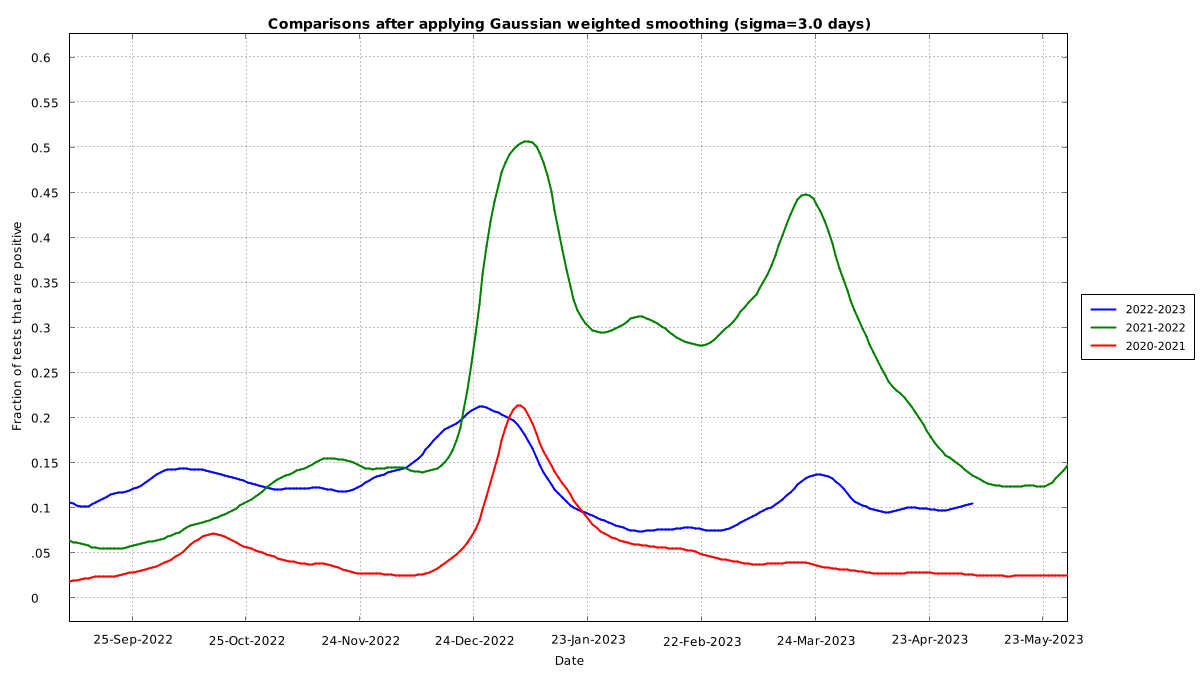 Comparisons after applying Gaussian weighted smoothing (sigma=3.0 days)
0.6
0.55
0.5
0.45
0.4
0.35
0.3
0.25
0.2
0.15
0.1
.05
0
Fraction of tests that are positive
2022-2023
2021-2022
2020-2021
25-Sep-2022
25-Oct-2022
24-Nov-2022
24-Dec-2022
23-Jan-2023
22-Feb-2023
24-Mar-2023
23-Apr-2023
23-May-2023
Date